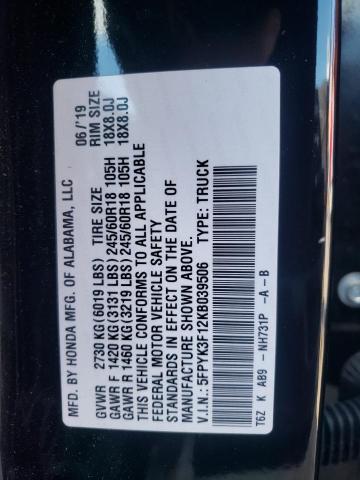 MFD. BY HONDA MFG. OF ALABAMA, LLC 06/'19
GVWR 2730 KG(6019 LBS) TIRE SIZE RIM SIZE
GAWR F 1420 KG(3131 LBS) 245/60R18 105H 18X8.0J
GAWR R 1460 KG(3219 LBS) 245/60R18 105H 18X8.0J
THIS VEHICLE CONFORMS TO ALL APPLICABLE
FEDERAL MOTOR VEHICLE SAFETY
STANDARDS IN EFFECT ON THE DATE OF
MANUFACTURE SHOWN ABOVE.
V.I.N.: 5FPYK3F12KB039506 TYPE: TRUCK
T6Z K AB9 -NH731P -A-B